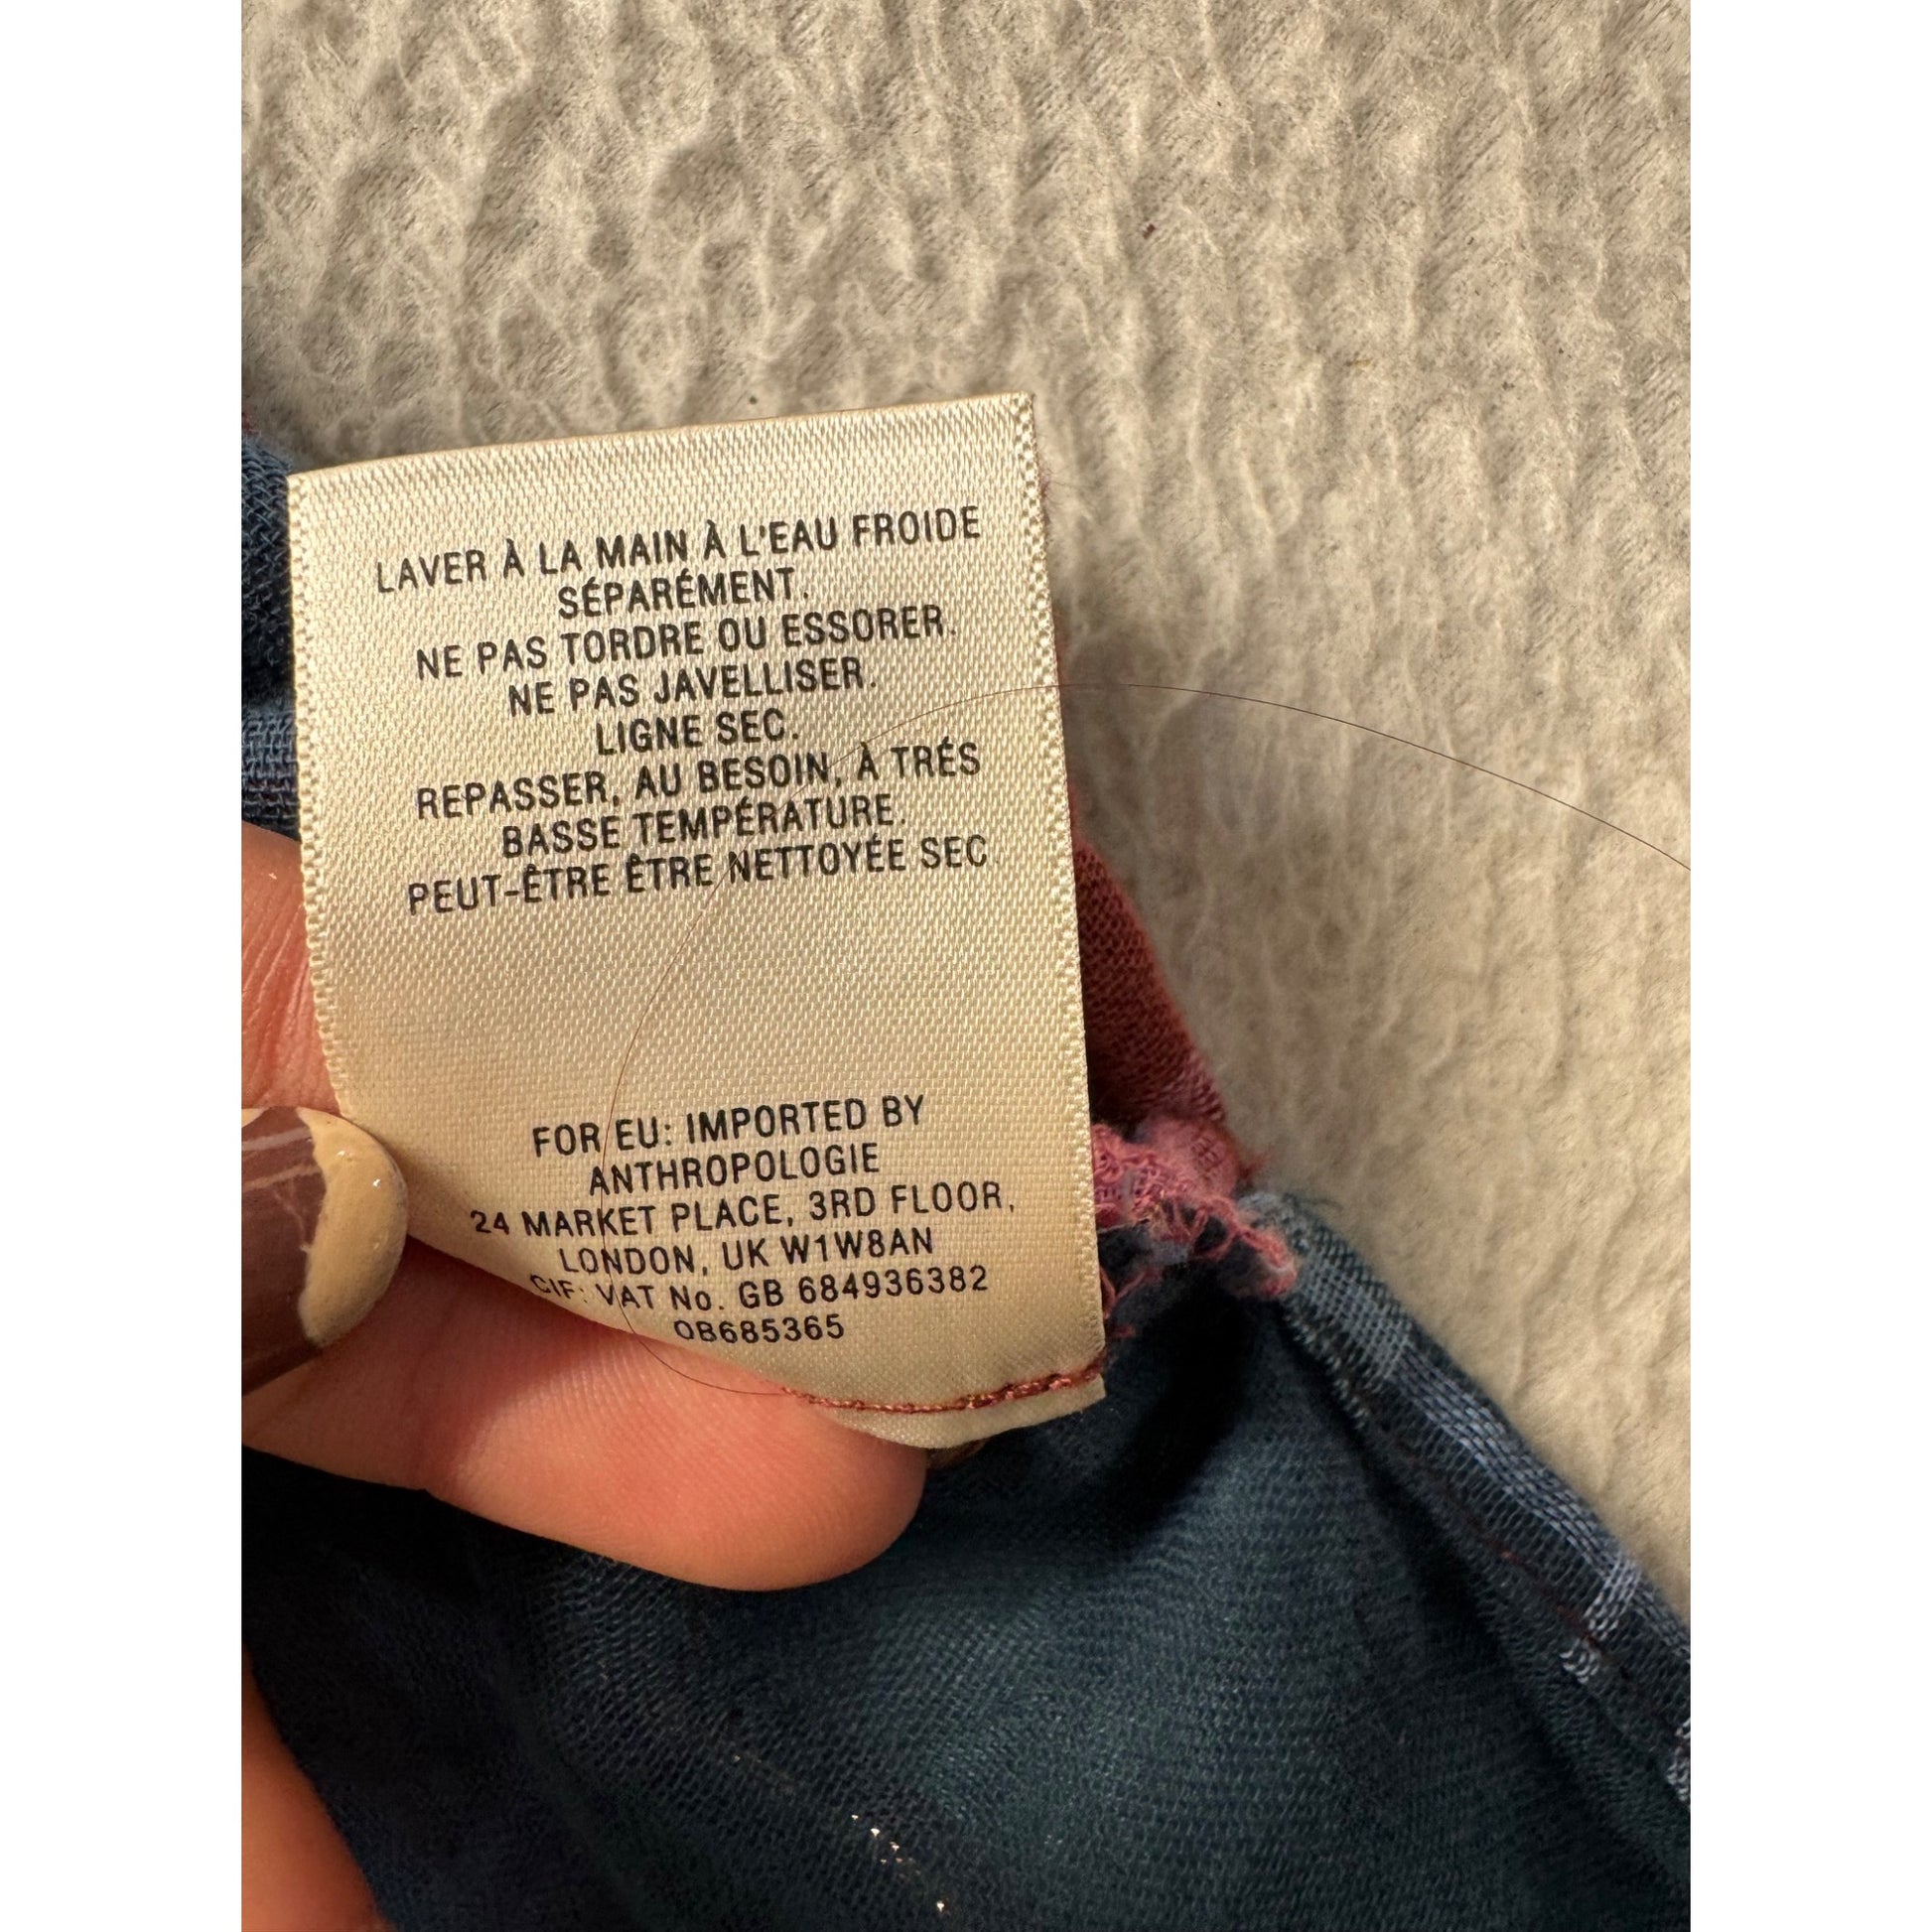 LAVER À LA MAIN À L'EAU FROIDE
SÉPARÉMENT.
NE PAS TORDRE OU ESSORER.
NE PAS JAVELLISER.
LIGNE SEC.
REPASSER, AU BESOIN, À TRÉS
BASSE TEMPÉRATURE.
PEUT-ÊTRE ÊTRE NETTOYÉE SEC
FOR EU: IMPORTED BY
ANTHROPOLOGIE
24 MARKET PLACE, 3RD FLOOR,
LONDON, UK W1W8AN
CIF: VAT No. GB 684936382
0B685365